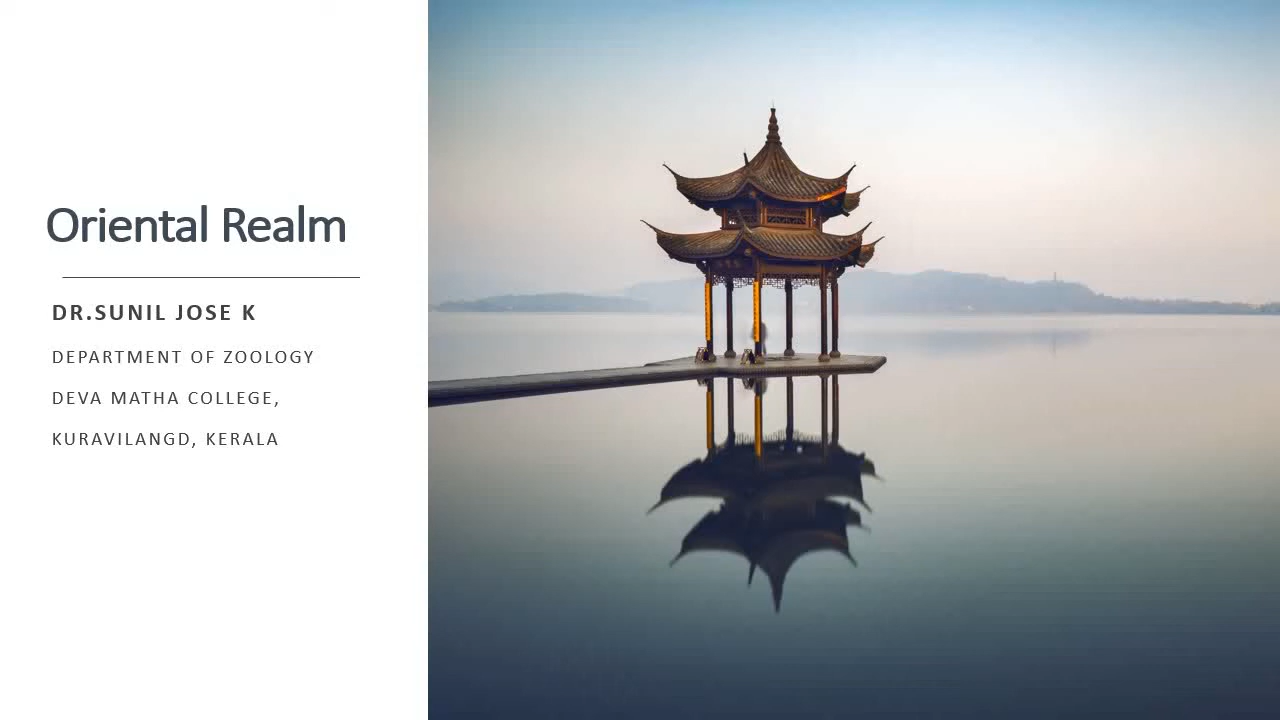 Oriental Realm
DR.SUNIL JOSE K
DEPARTMENT OF ZOOLOGY
DEVA MATHA COLLEGE,
KURAVILANGD, KERALA